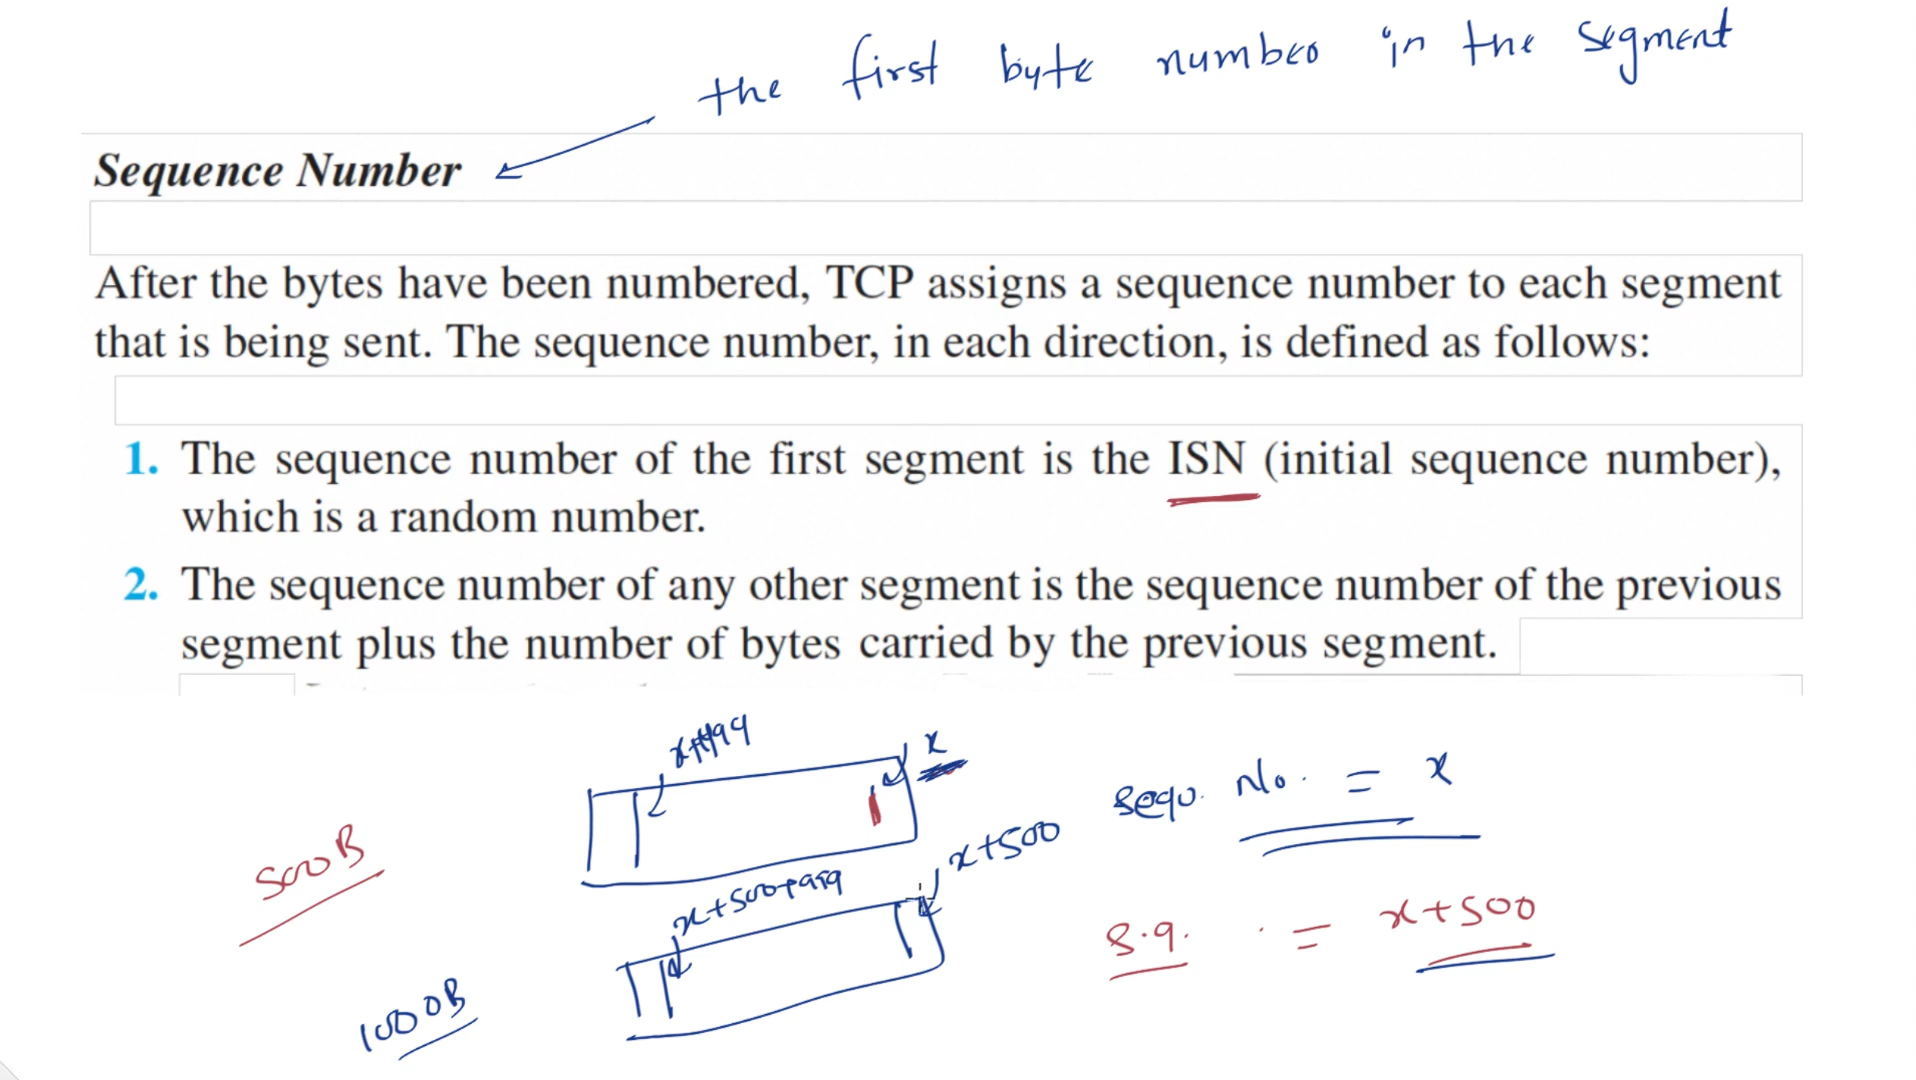 the first byte number in the segment
Sequence Number
After the bytes have been numbered, TCP assigns a sequence number to each segment
that is being sent. The sequence number, in each direction, is defined as follows:
1. The sequence number of the first segment is the ISN (initial sequence number),
which is a random number.
2. The sequence number of any other segment is the sequence number of the previous
segment plus the number of bytes carried by the previous segment.
x
500B
Sequ. No. = x
x+500
x+500+999
S.q. = x+500
1000B